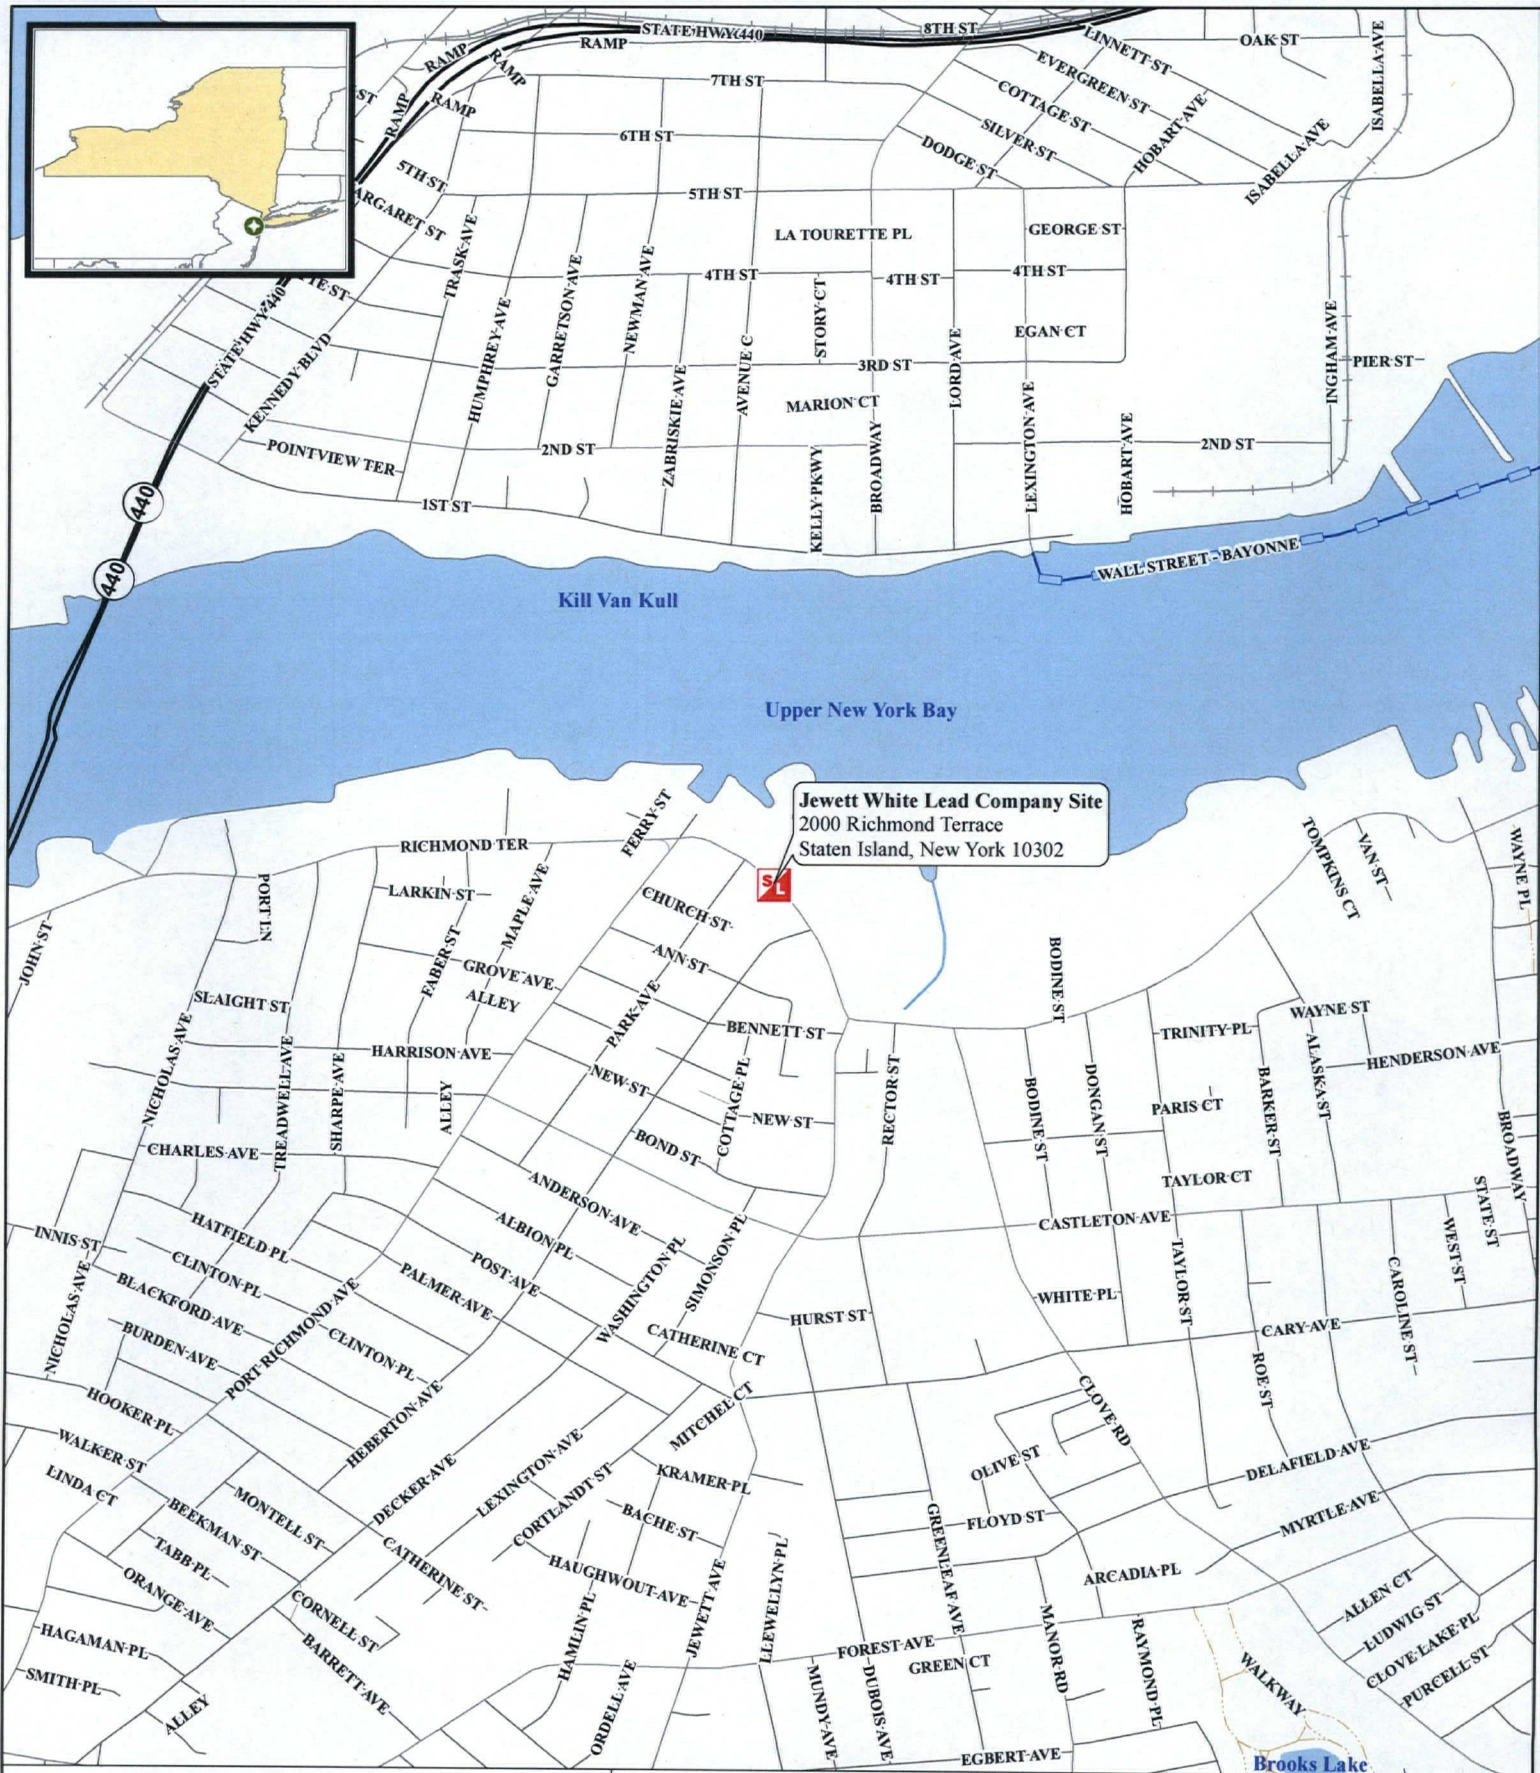 STATE HWY 440
8TH ST
RAMP
RAMP
RAMP
RAMP
RAMP
LINNETT ST
OAK ST
ISABELLA AVE
7TH ST
EVERGREEN ST
COTTAGE ST
HOBART AVE
6TH ST
SILVER ST
DODGE ST
ISABELLA AVE
5TH ST
5TH ST
ARGARET ST
TRASK AVE
LA TOURETTE PL
GEORGE ST
4TH ST
4TH ST
4TH ST
HUMPHREY AVE
GARRETSON AVE
NEWMAN AVE
STORY CT
EGAN CT
INGHAM AVE
PIER ST
STATE HWY 440
KENNEDY BLVD
ZABRISKIE AVE
AVENUE C
3RD ST
LORD AVE
MARION CT
LEXINGTON AVE
HOBART AVE
POINTVIEW TER
2ND ST
2ND ST
KELLY PKWY
BROADWAY
1ST ST
440
440
WALL STREET - BAYONNE
Kill Van Kull
Upper New York Bay
Jewett White Lead Company Site
2000 Richmond Terrace
Staten Island, New York 10302
S L
FERRY ST
RICHMOND TER
TOMPKINS CT
VAN ST
WAYNE PL
PORT LN
LARKIN ST
MAPLE AVE
CHURCH ST
JOHN ST
FABER ST
GROVE AVE
ALLEY
ANN ST
BODINE ST
SLAIGHT ST
PARK AVE
BENNETT ST
WAYNE ST
TRINITY PL
NICHOLAS AVE
TREADWELL AVE
SHARPE AVE
HARRISON AVE
ALLEY
NEW ST
COTTAGE PL
NEW ST
RECTOR ST
BODINE ST
DONGAN ST
PARIS CT
BARKER ST
ALASKA ST
HENDERSON AVE
BROADWAY
CHARLES AVE
BOND ST
TAYLOR CT
ANDERSON AVE
CASTLETON AVE
STATE ST
INNIS ST
HATFIELD PL
ALBION PL
WASHINGTON PL
SIMONSON PL
WEST ST
CLINTON PL
POST AVE
PALMER AVE
TAYLOR ST
CAROLINE ST
NICHOLAS AVE
BLACKFORD AVE
WHITE PL
HURST ST
CARY AVE
BURDEN AVE
PORT RICHMOND AVE
CLINTON PL
CATHERINE CT
ROE ST
HOOKER PL
HEBERTON AVE
MITCHEL CT
CLOVE RD
WALKER ST
LINDA CT
DECKER AVE
LEXINGTON AVE
CORTLANDT ST
KRAMER PL
OLIVE ST
DELAFIELD AVE
MONTELL ST
BEEKMAN ST
BACHE ST
FLOYD ST
MYRTLE AVE
TABB PL
CATHERINE ST
HAUGHWOUT AVE
GREENLEAF AVE
ARCADIA PL
ORANGE AVE
CORNELL ST
HAMLIN PL
JEWETT AVE
LLEWELLYN PL
ALLEN CT
LUDWIG ST
HAGAMAN PL
BARRETT AVE
FOREST AVE
GREEN CT
MANOR RD
RAYMOND PL
CLOVE LAKE PL
PURCELL ST
SMITH PL
ALLEY
ORDELL AVE
MUNDY AVE
DUBOIS AVE
WALKWAY
EGBERT AVE
Brooks Lake